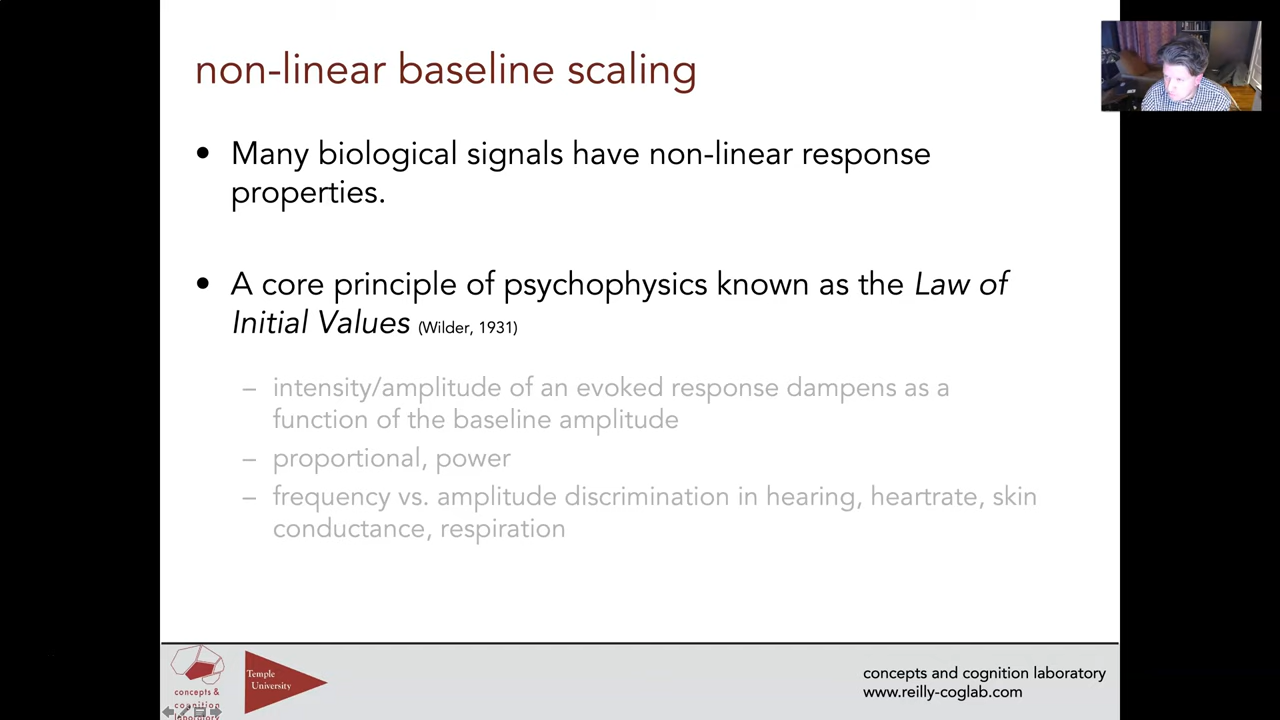 non-linear baseline scaling
• Many biological signals have non-linear response
properties.
• A core principle of psychophysics known as the Law of
Initial Values (Wilder, 1931)
– intensity/amplitude of an evoked response dampens as a
function of the baseline amplitude
– proportional, power
– frequency vs. amplitude discrimination in hearing, heartrate, skin
conductance, respiration
concepts &
cognition
laboratory
Temple
University
concepts and cognition laboratory
www.reilly-coglab.com